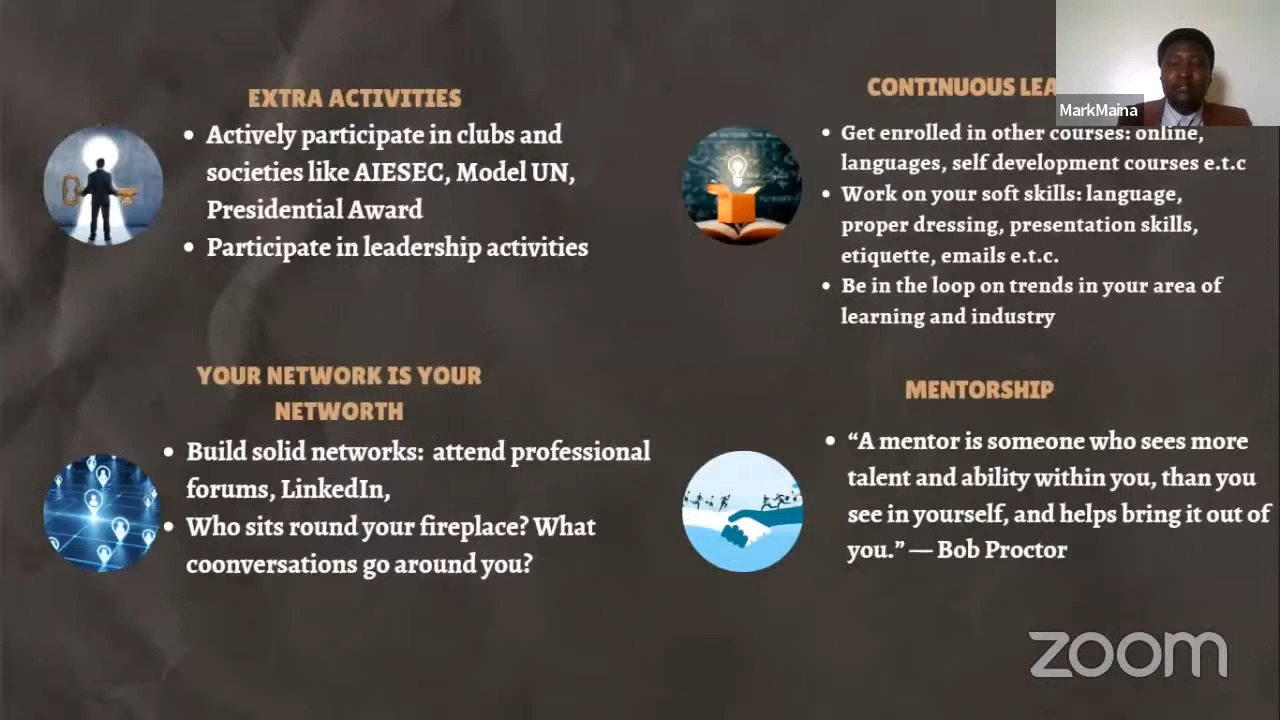 EXTRA ACTIVITIES
• Actively participate in clubs and
societies like AIESEC, Model UN,
Presidential Award
• Participate in leadership activities
CONTINUOUS
MarkMaina
• Get enrolled in other courses: online,
languages, self development courses e.t.c
• Work on your soft skills: language,
proper dressing, presentation skills,
etiquette, emails e.t.c.
• Be in the loop on trends in your area of
learning and industry
YOUR NETWORK IS YOUR
NETWORTH
• Build solid networks: attend professional
forums, LinkedIn,
• Who sits round your fireplace? What
coonversations go around you?
MENTORSHIP
• “A mentor is someone who sees more
talent and ability within you, than you
see in yourself, and helps bring it out of
you.” — Bob Proctor
zoom